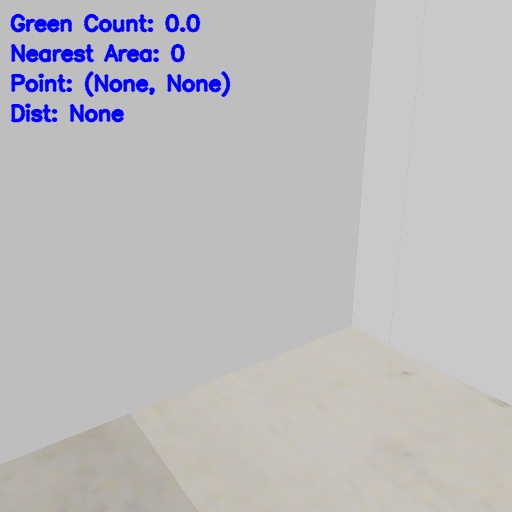 Green Count: 0.0
Nearest Area: 0
Point: (None, None)
Dist: None